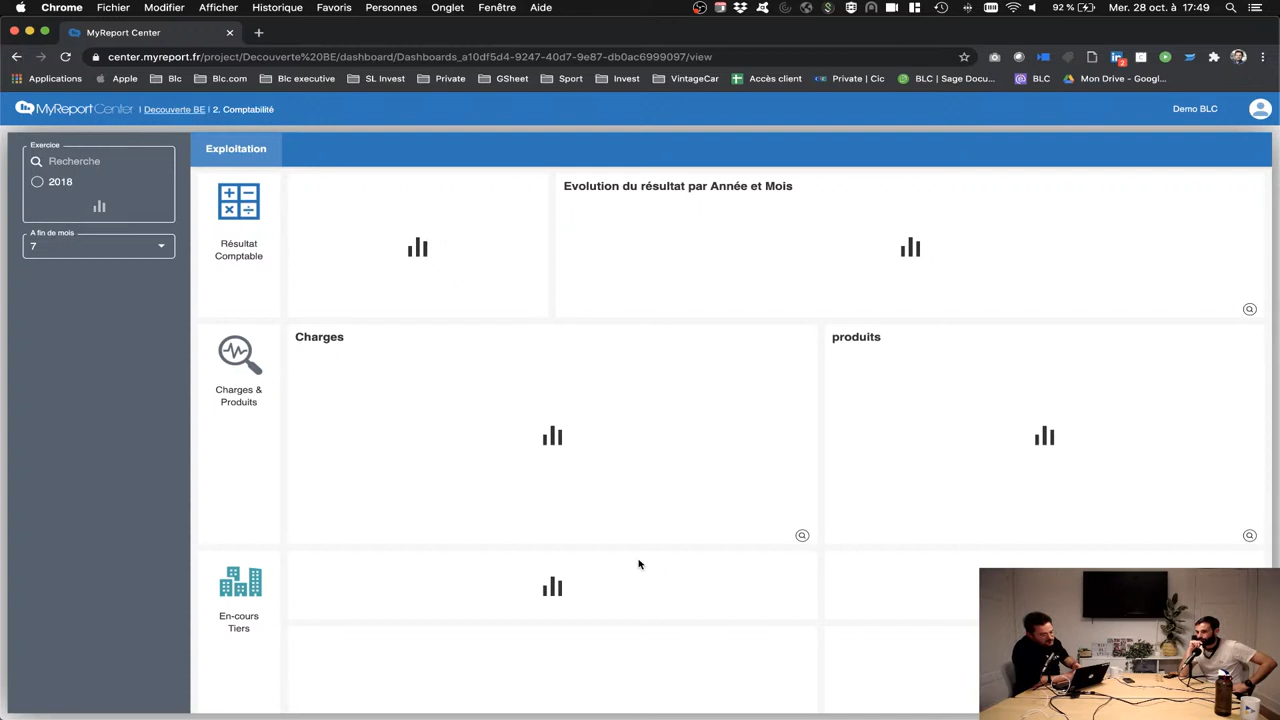 Chrome Fichier Modifier Afficher Historique Favoris Personnes Onglet Fenêtre Aide 92 % Mer. 28 oct. à 17:49
MyReport Center
center.myreport.fr/project/Decouverte%20BE/dashboard/Dashboards_a10df5d4-9247-40d7-9e87-db0ac6999097/view
Applications Apple Blc Blc.com Blc executive SL Invest Private GSheet Sport Invest VintageCar Accès client Private | Cic BLC | Sage Docu... BLC Mon Drive - Googl...
MyReport Center | Decouverte BE | 2. Comptabilité Demo BLC
Exercice
Recherche
2018
A fin de mois
7
Exploitation
Résultat
Comptable
Evolution du résultat par Année et Mois
Charges &
Produits
Charges
produits
En-cours
Tiers